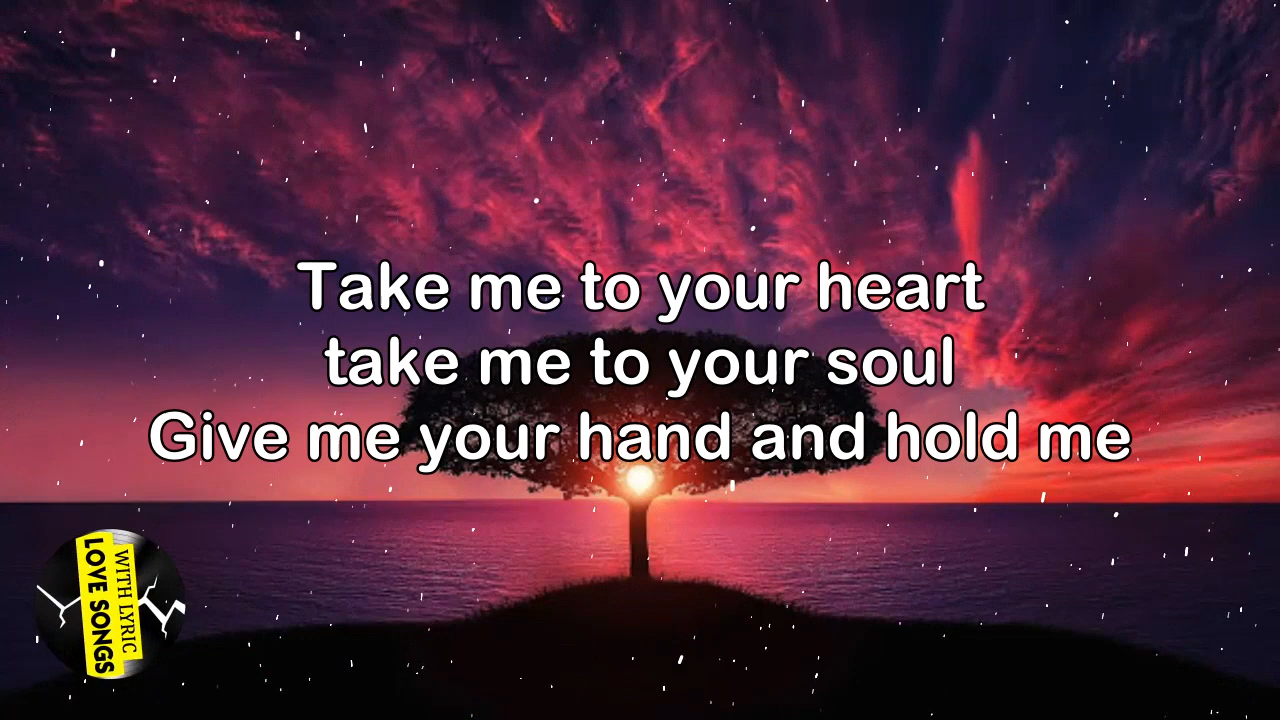 Take me to your heart
take me to your soul
Give me your hand and hold me
LOVE SONGS
WITH LYRIC